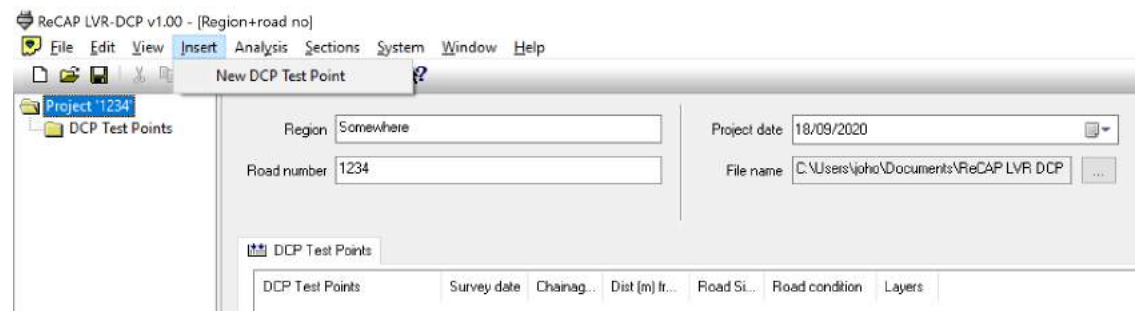 ReCAP LVR-DCP v1.00 - [Region+road no]
File Edit View Insert Analysis Sections System Window Help
New DCP Test Point
Project '1234'
DCP Test Points
Region Somewhere
Project date 18/09/2020
Road number 1234
File name C:\Users\joho\Documents\ReCAP LVR DCP ...
DCP Test Points
DCP Test Points Survey date Chainag... Dist (m) fr... Road Si... Road condition Layers